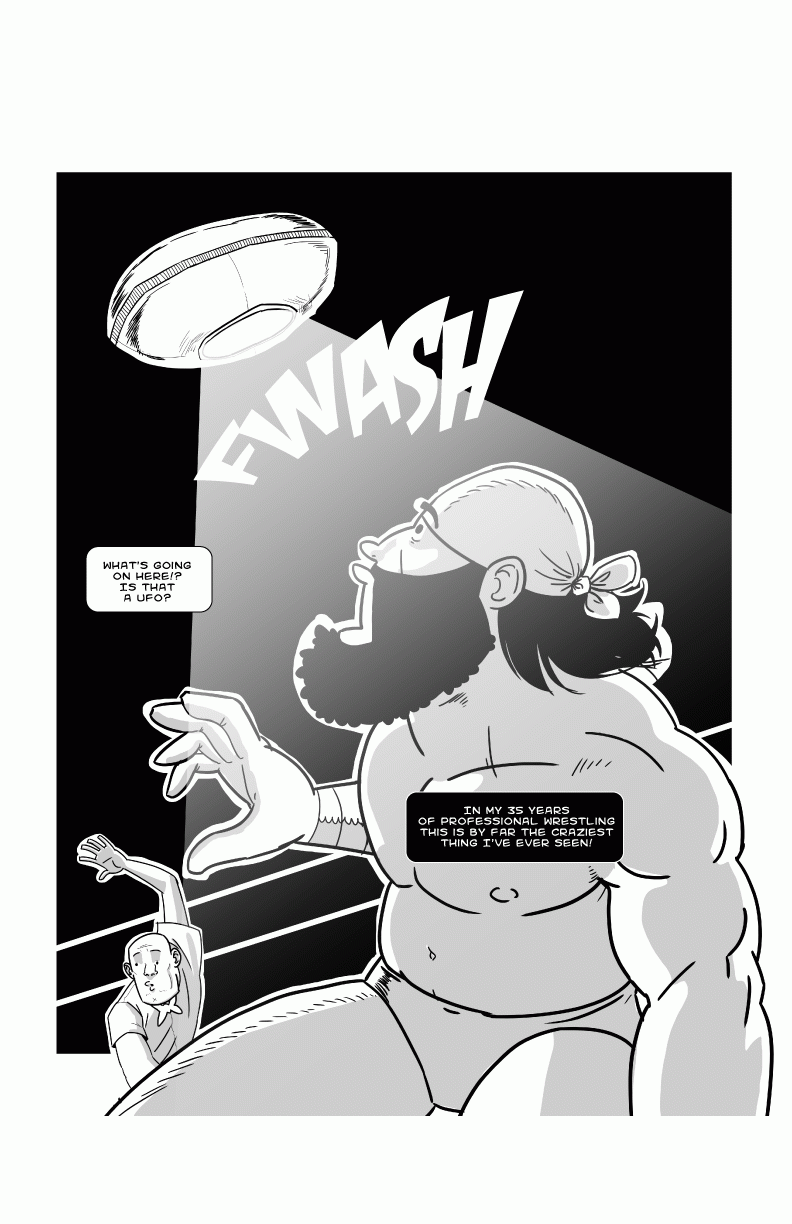 FWASH
WHAT'S GOING
ON HERE!?
IS THAT
A UFO?
IN MY 35 YEARS
OF PROFESSIONAL WRESTLING
THIS IS BY FAR THE CRAZIEST
THING I'VE EVER SEEN!